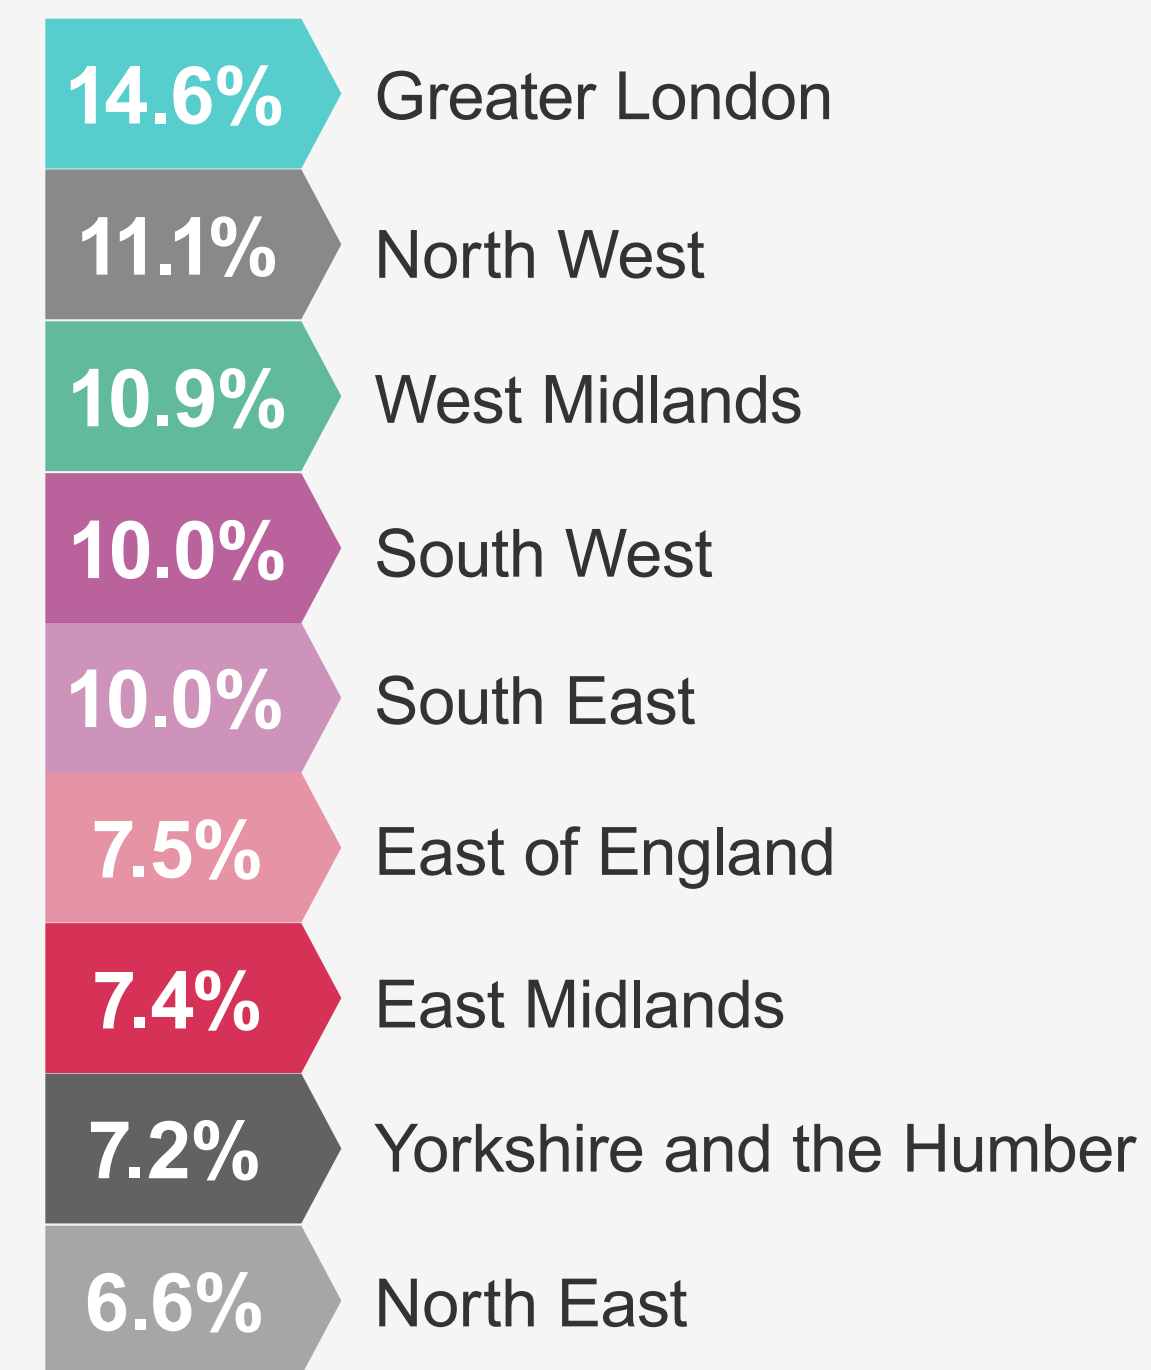 14.6% Greater London
11.1% North West
10.9% West Midlands
10.0% South West
10.0% South East
7.5% East of England
7.4% East Midlands
7.2% Yorkshire and the Humber
6.6% North East